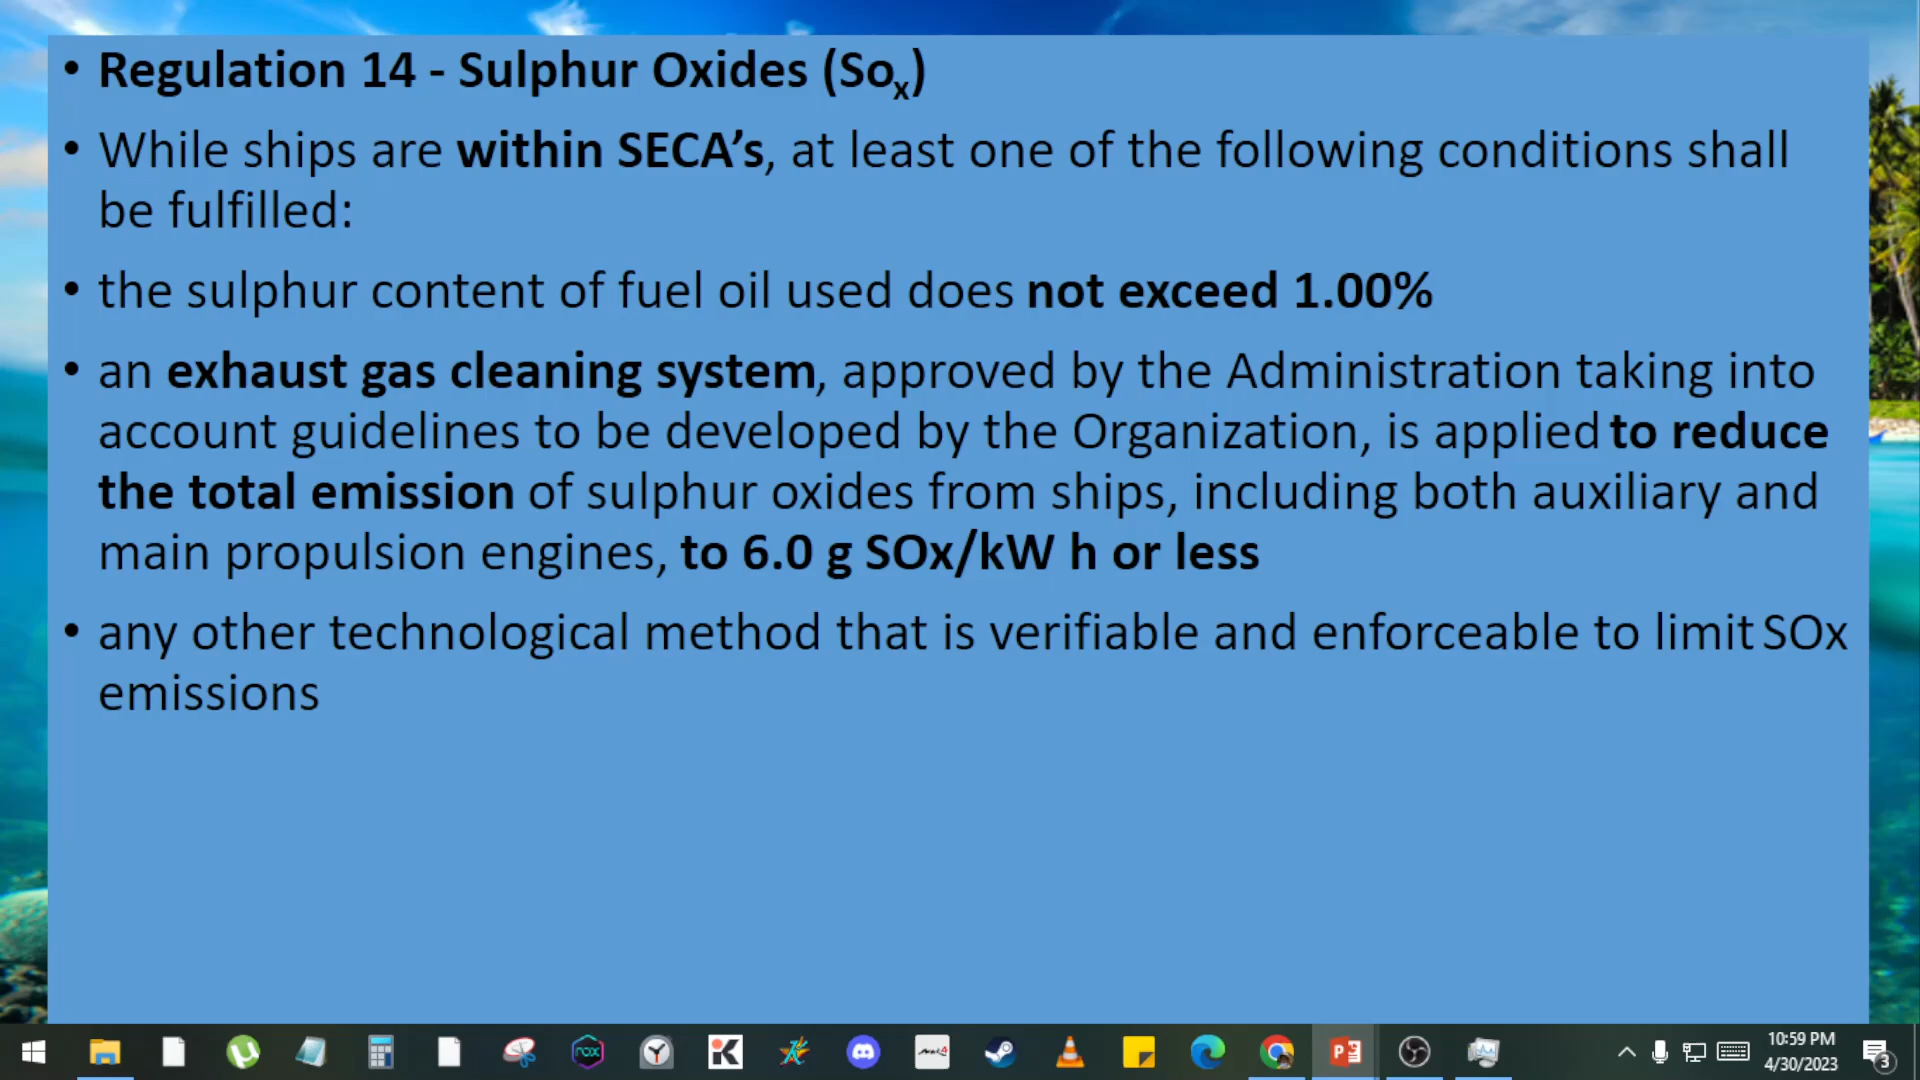 • Regulation 14 - Sulphur Oxides (Sox)
• While ships are within SECA’s, at least one of the following conditions shall
be fulfilled:
• the sulphur content of fuel oil used does not exceed 1.00%
• an exhaust gas cleaning system, approved by the Administration taking into
account guidelines to be developed by the Organization, is applied to reduce
the total emission of sulphur oxides from ships, including both auxiliary and
main propulsion engines, to 6.0 g SOx/kW h or less
• any other technological method that is verifiable and enforceable to limit SOx
emissions
10:59 PM
4/30/2023
3